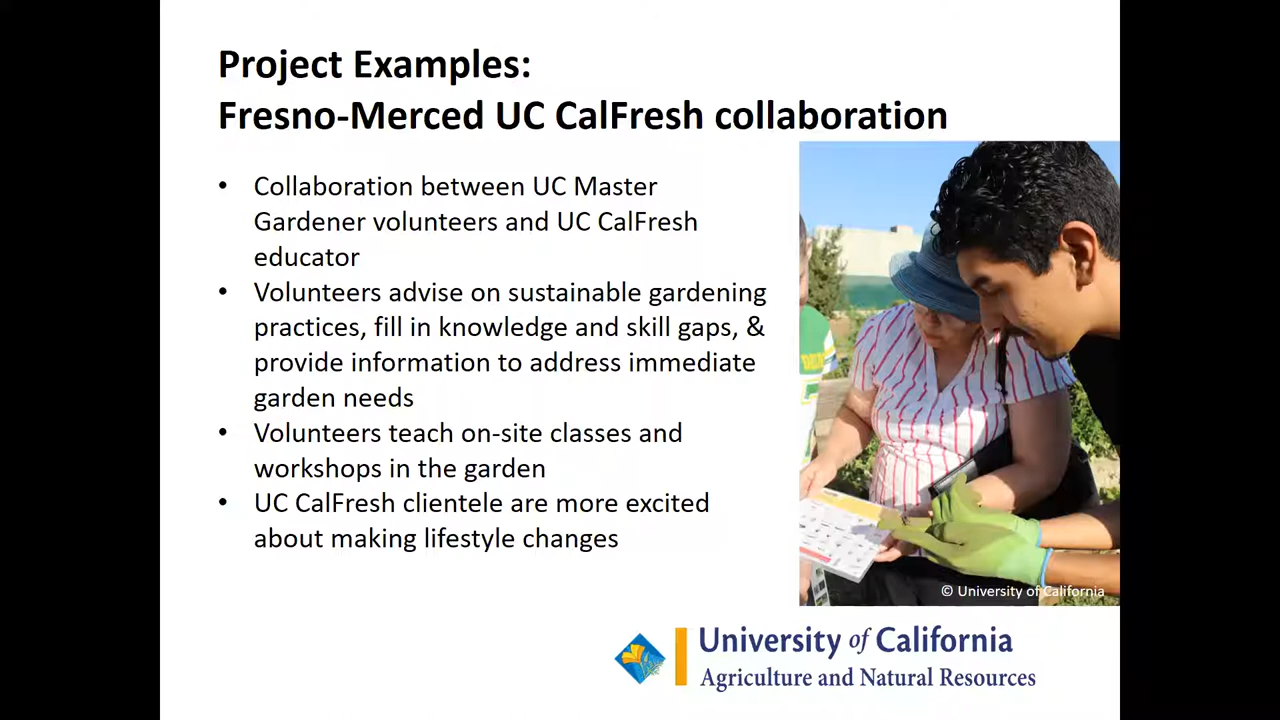 Project Examples:
Fresno-Merced UC CalFresh collaboration
• Collaboration between UC Master
Gardener volunteers and UC CalFresh
educator
• Volunteers advise on sustainable gardening
practices, fill in knowledge and skill gaps, &
provide information to address immediate
garden needs
• Volunteers teach on-site classes and
workshops in the garden
• UC CalFresh clientele are more excited
about making lifestyle changes
© University of California
University of California
Agriculture and Natural Resources